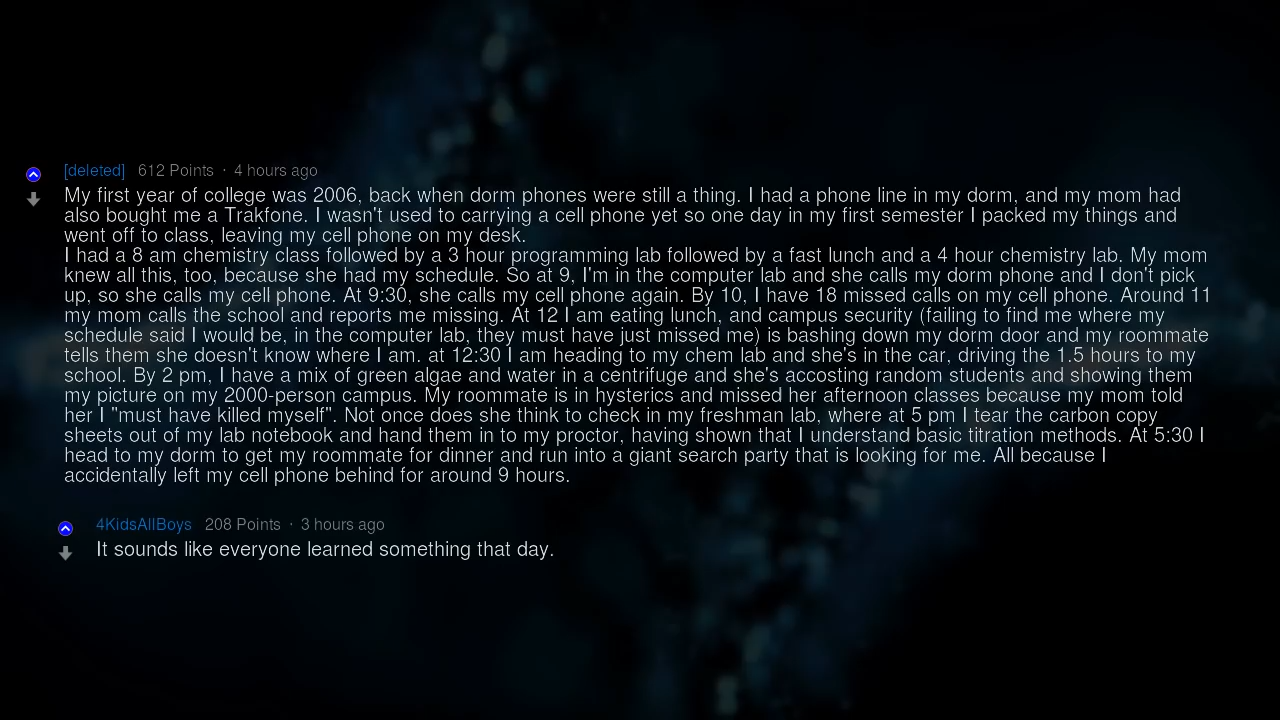 [deleted] 612 Points · 4 hours ago
My first year of college was 2006, back when dorm phones were still a thing. I had a phone line in my dorm, and my mom had
also bought me a Trakfone. I wasn't used to carrying a cell phone yet so one day in my first semester I packed my things and
went off to class, leaving my cell phone on my desk.
I had a 8 am chemistry class followed by a 3 hour programming lab followed by a fast lunch and a 4 hour chemistry lab. My mom
knew all this, too, because she had my schedule. So at 9, I'm in the computer lab and she calls my dorm phone and I don't pick
up, so she calls my cell phone. At 9:30, she calls my cell phone again. By 10, I have 18 missed calls on my cell phone. Around 11
my mom calls the school and reports me missing. At 12 I am eating lunch, and campus security (failing to find me where my
schedule said I would be, in the computer lab, they must have just missed me) is bashing down my dorm door and my roommate
tells them she doesn't know where I am. at 12:30 I am heading to my chem lab and she's in the car, driving the 1.5 hours to my
school. By 2 pm, I have a mix of green algae and water in a centrifuge and she's accosting random students and showing them
my picture on my 2000-person campus. My roommate is in hysterics and missed her afternoon classes because my mom told
her I "must have killed myself". Not once does she think to check in my freshman lab, where at 5 pm I tear the carbon copy
sheets out of my lab notebook and hand them in to my proctor, having shown that I understand basic titration methods. At 5:30 I
head to my dorm to get my roommate for dinner and run into a giant search party that is looking for me. All because I
accidentally left my cell phone behind for around 9 hours.
4KidsAllBoys 208 Points · 3 hours ago
It sounds like everyone learned something that day.